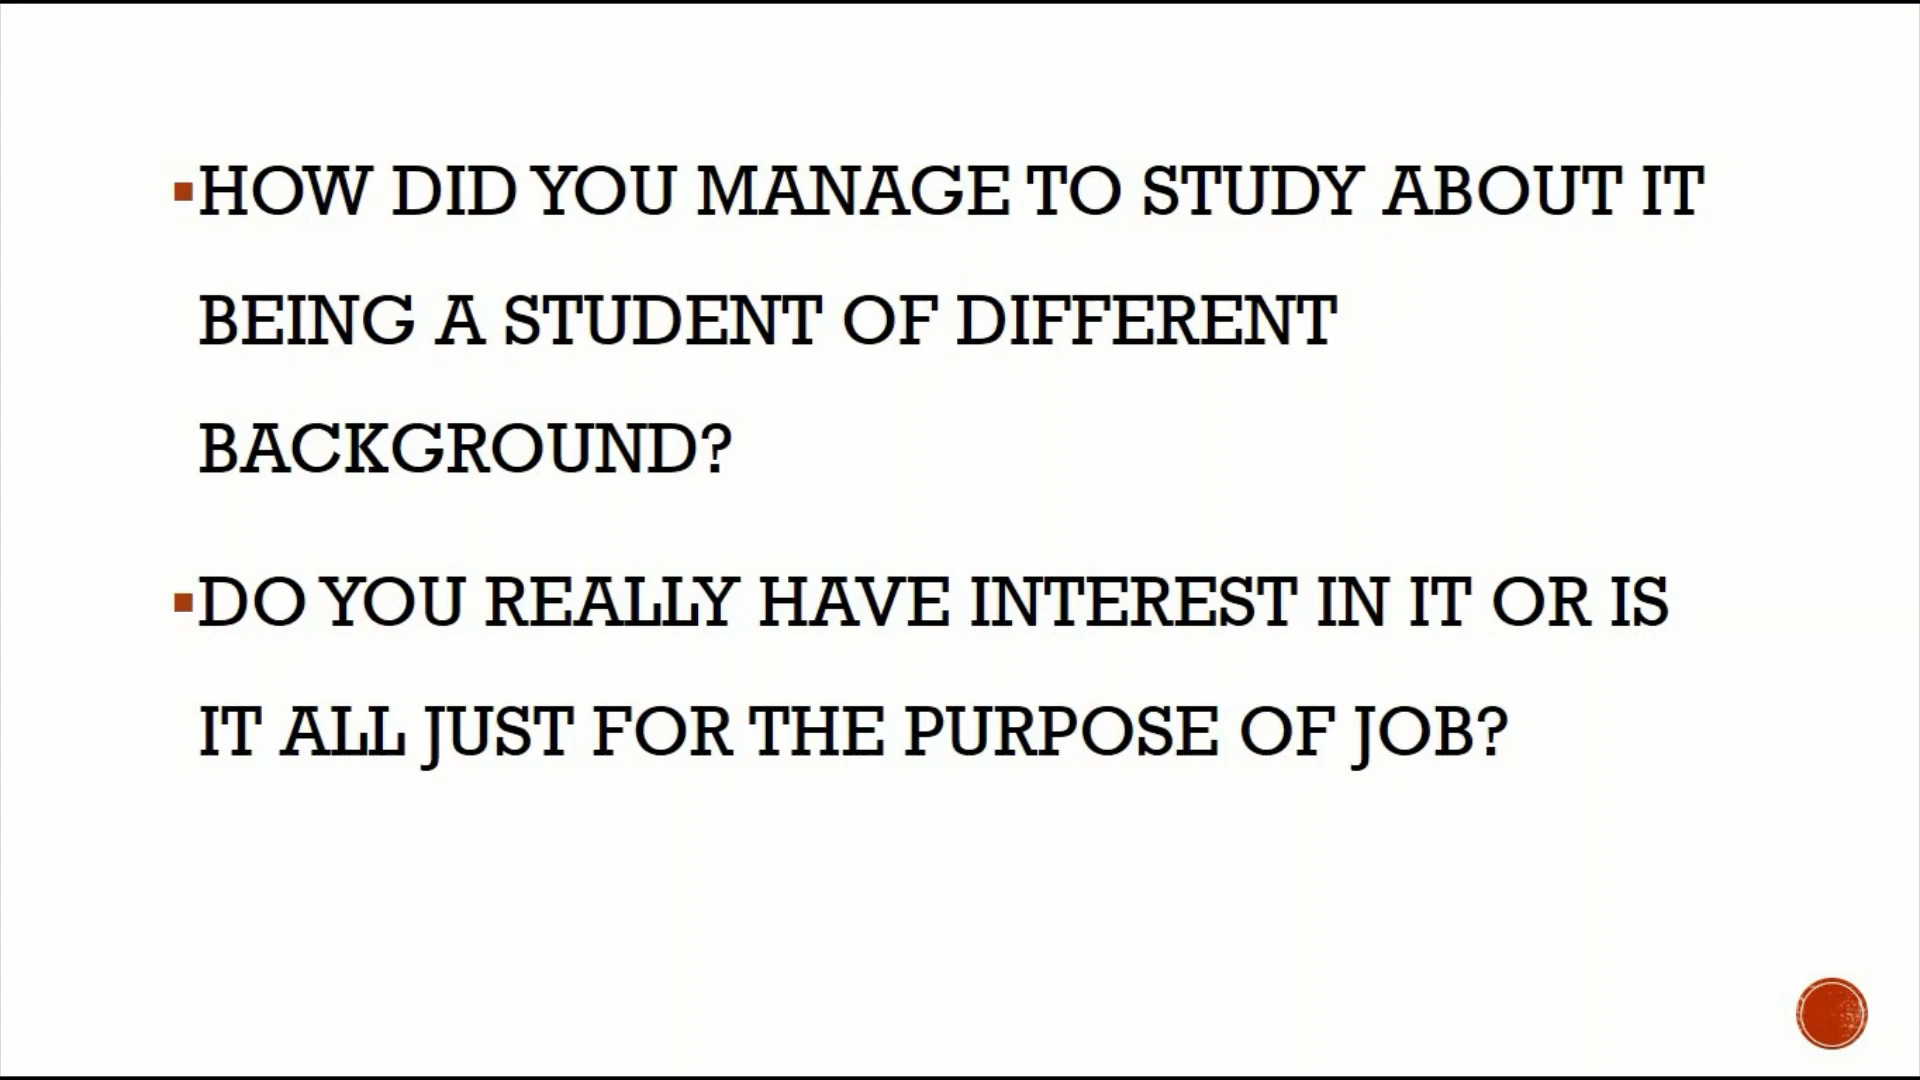 ▪HOW DID YOU MANAGE TO STUDY ABOUT IT
BEING A STUDENT OF DIFFERENT
BACKGROUND?
▪DO YOU REALLY HAVE INTEREST IN IT OR IS
IT ALL JUST FOR THE PURPOSE OF JOB?